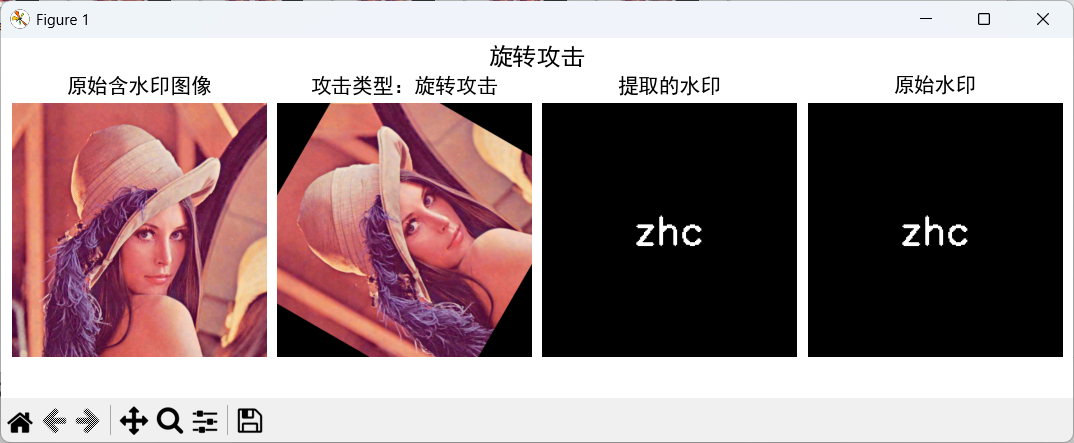 Figure 1
旋转攻击
原始含水印图像
攻击类型：旋转攻击
提取的水印
原始水印
zhc
zhc